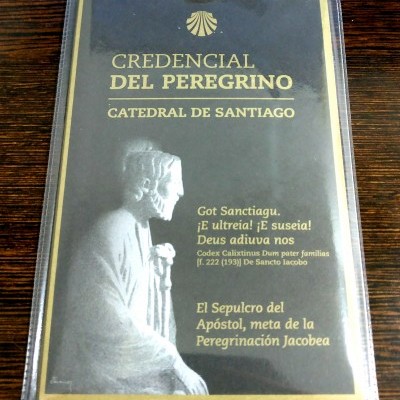 CREDENCIAL
DEL PEREGRINO
CATEDRAL DE SANTIAGO
Got Sanctiagu.
¡E ultreia! ¡E suseia!
Deus adiuva nos
Codex Calixtinus Dum pater familias
[f. 222 (193)] De Sancto Iacobo
El Sepulcro del
Apóstol, meta de la
Peregrinación Jacobea